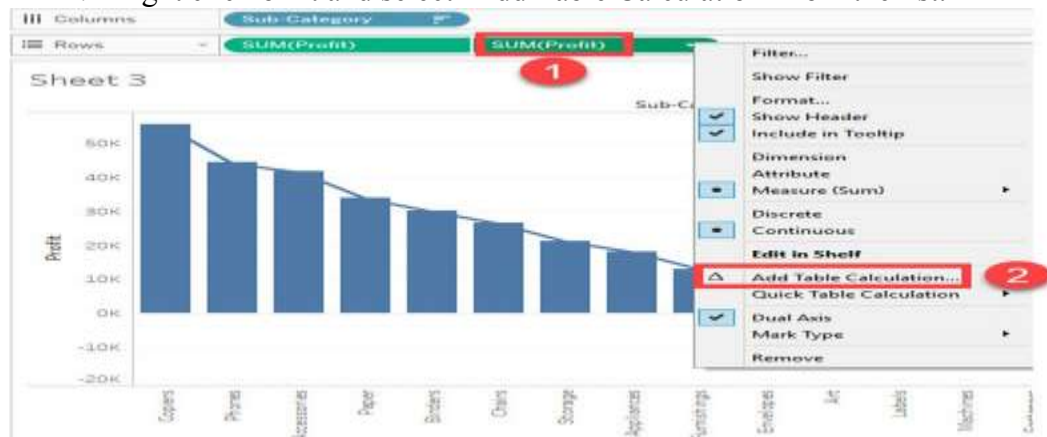 Columns Sub-Category
Rows SUM(Profit) SUM(Profit)
1
Sheet 3
Sub-Ca
Filter...
Show Filter
Format...
Show Header
Include in Tooltip
Dimension
Attribute
Measure (Sum)
Discrete
Continuous
Edit in Shelf
Add Table Calculation... 2
Quick Table Calculation
Dual Axis
Mark Type
Remove
Profit
50K
40K
30K
20K
10K
0K
-10K
-20K
Copiers
Phones
Accessories
Paper
Binders
Chairs
Storage
Appliances
Furnishings
Envelopes
Art
Labels
Machines